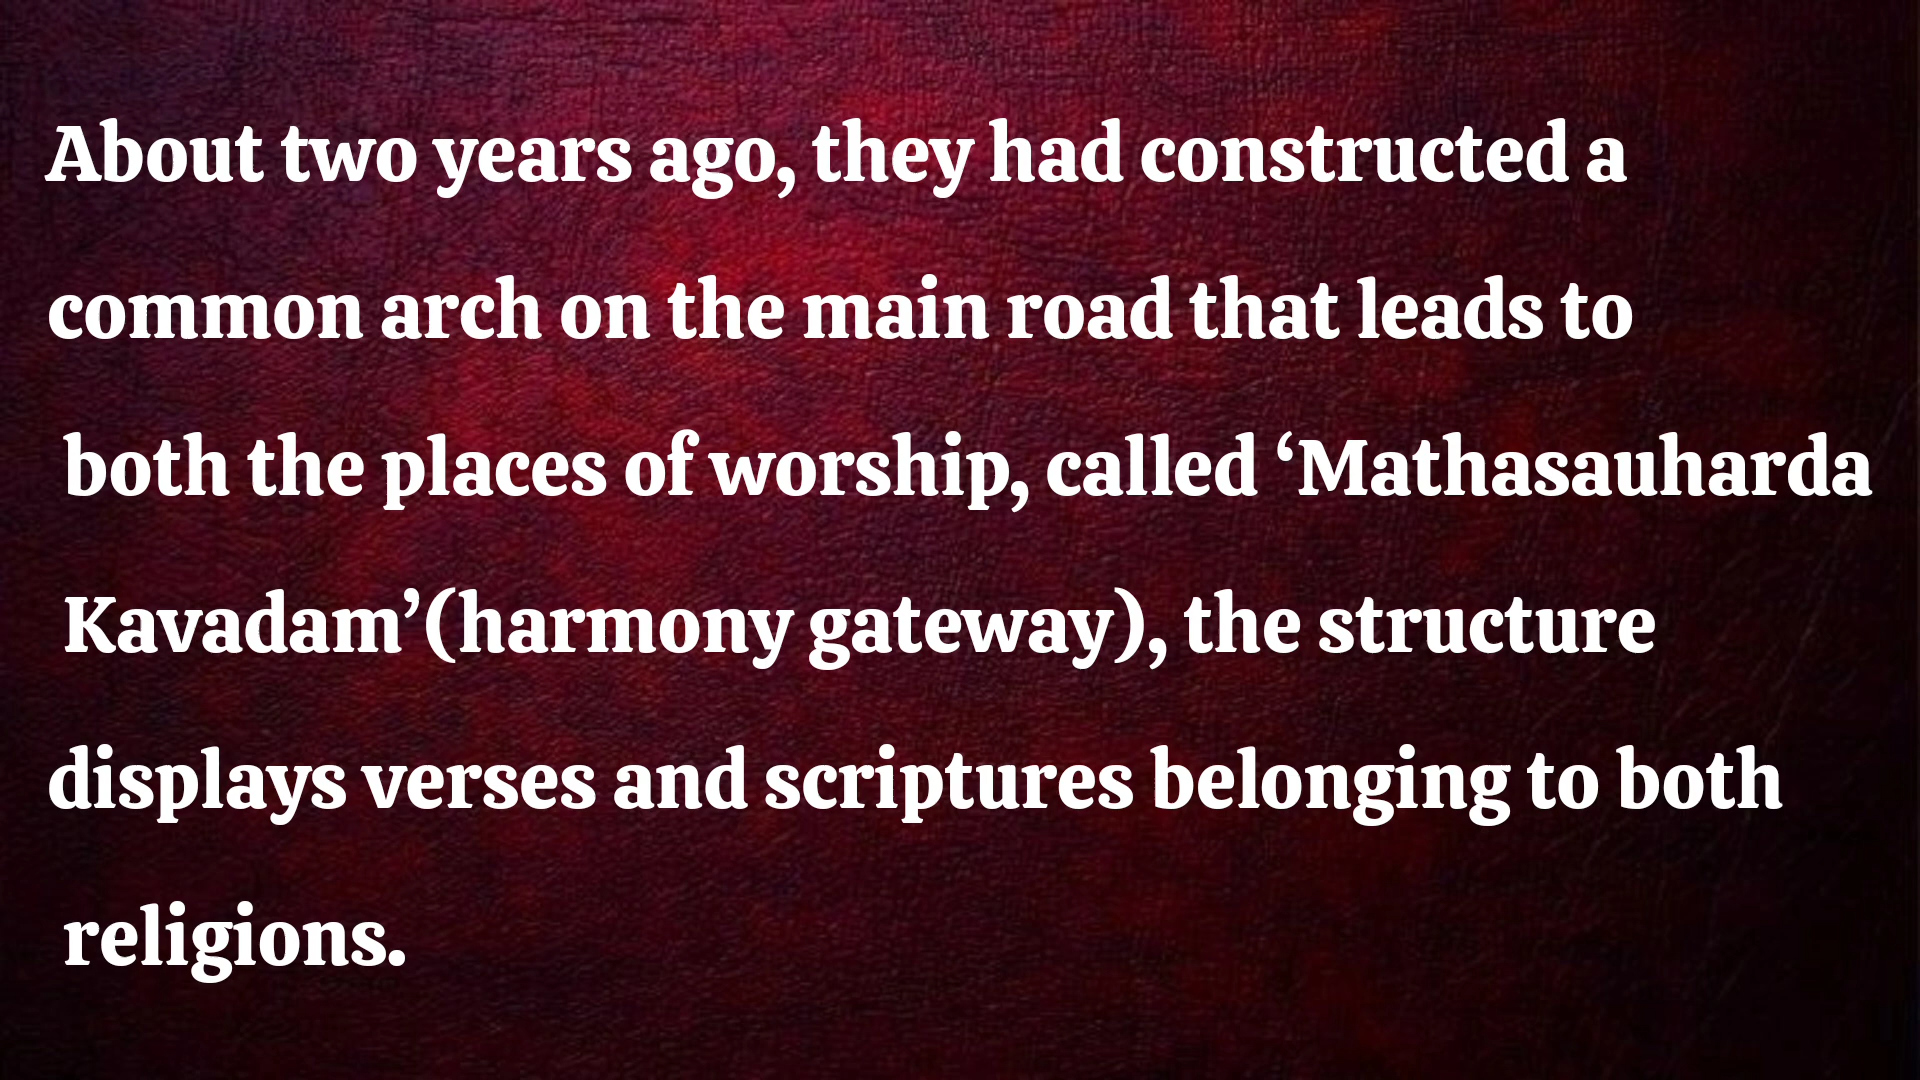 About two years ago, they had constructed a
common arch on the main road that leads to
both the places of worship, called ‘Mathasauharda
Kavadam’(harmony gateway), the structure
displays verses and scriptures belonging to both
religions.